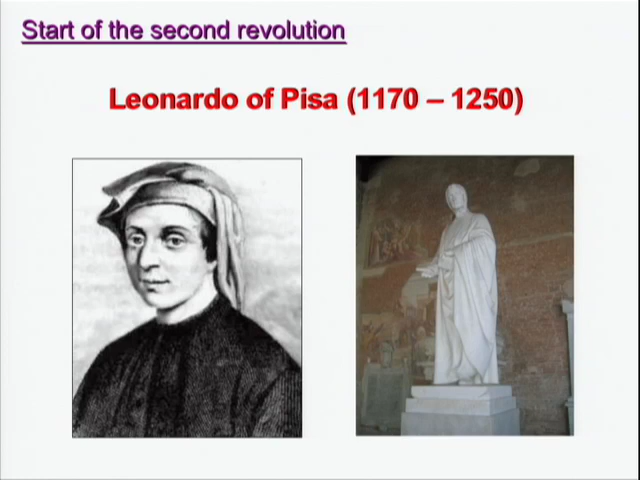 Start of the second revolution
Leonardo of Pisa (1170 – 1250)